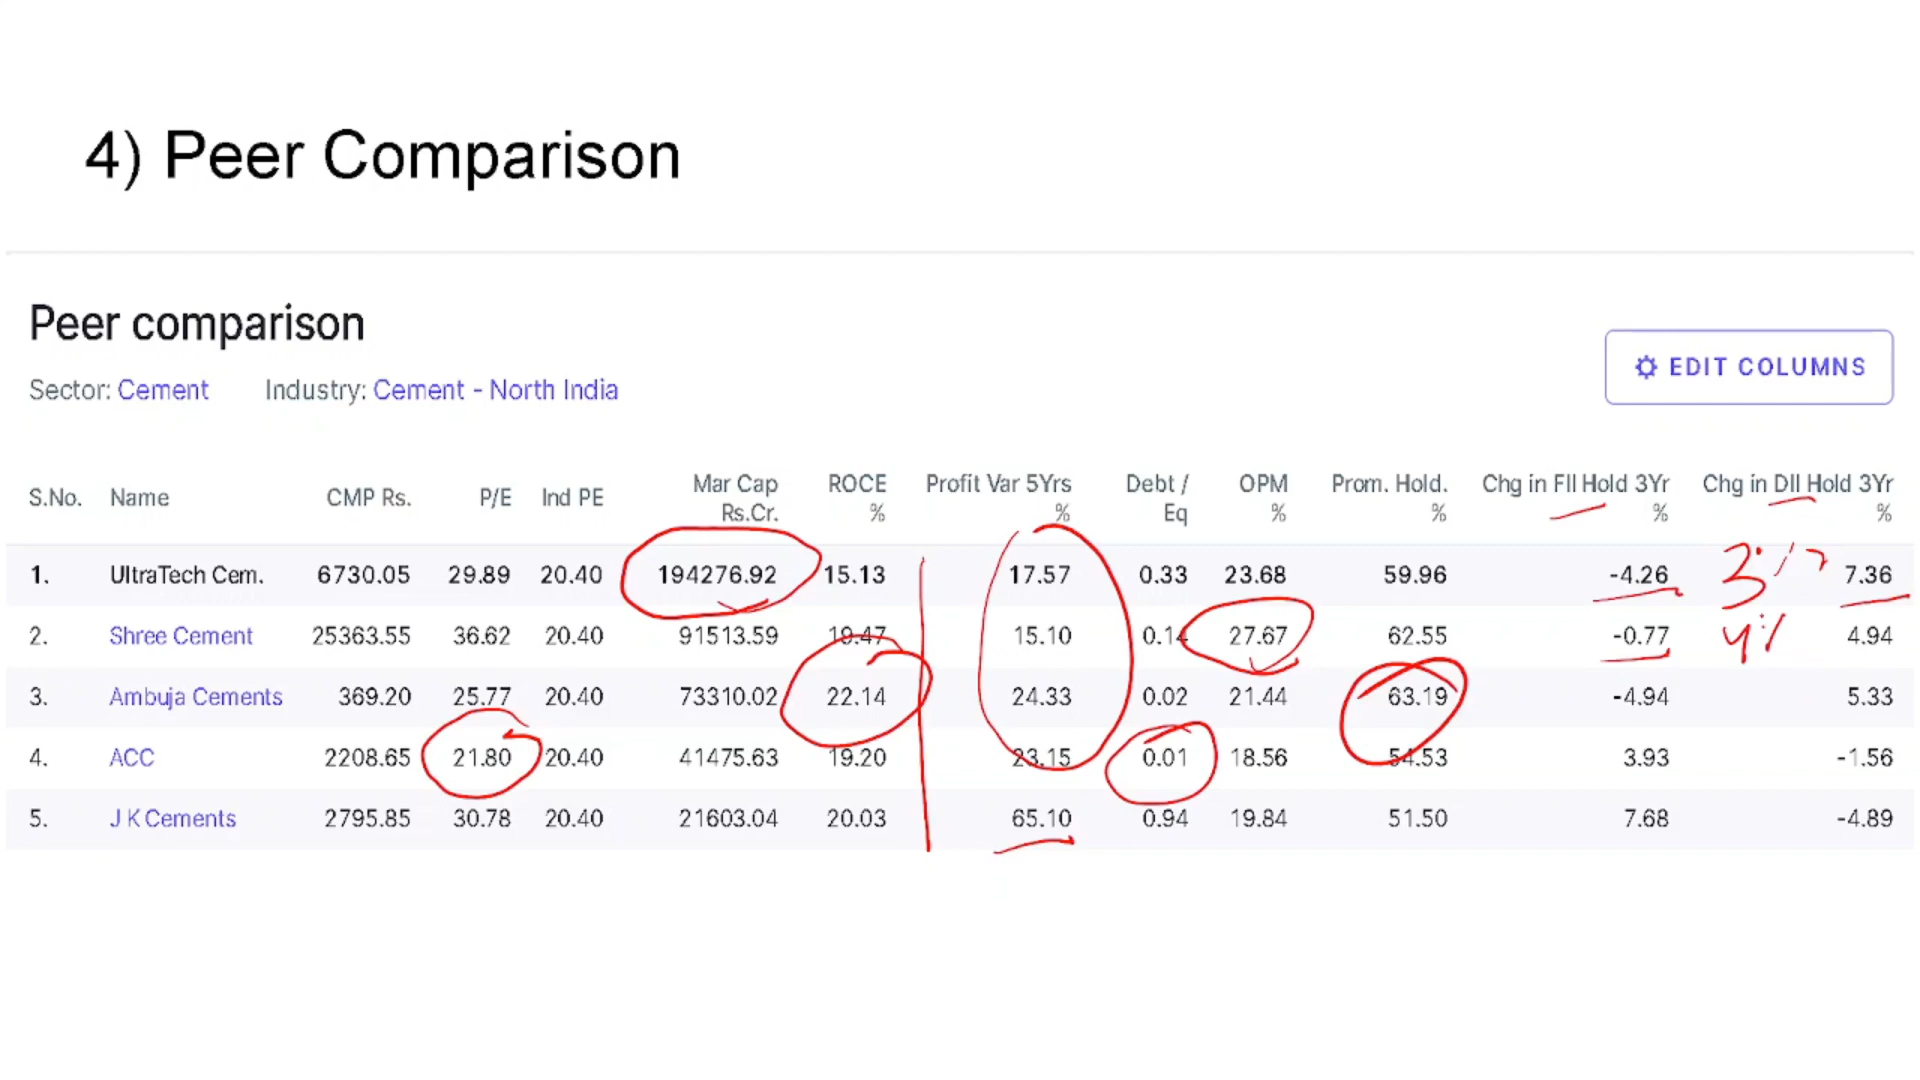 4) Peer Comparison
Peer comparison
Sector: Cement Industry: Cement - North India
EDIT COLUMNS
S.No. Name CMP Rs. P/E Ind PE Mar Cap Rs.Cr. ROCE % Profit Var 5Yrs % Debt / Eq OPM % Prom. Hold. % Chg in FII Hold 3Yr % Chg in DII Hold 3Yr %
1. UltraTech Cem. 6730.05 29.89 20.40 194276.92 15.13 17.57 0.33 23.68 59.96 -4.26 3% 7.36
2. Shree Cement 25363.55 36.62 20.40 91513.59 19.47 15.10 0.14 27.67 62.55 -0.77 4% 4.94
3. Ambuja Cements 369.20 25.77 20.40 73310.02 22.14 24.33 0.02 21.44 63.19 -4.94 5.33
4. ACC 2208.65 21.80 20.40 41475.63 19.20 23.15 0.01 18.56 54.53 3.93 -1.56
5. J K Cements 2795.85 30.78 20.40 21603.04 20.03 65.10 0.94 19.84 51.50 7.68 -4.89